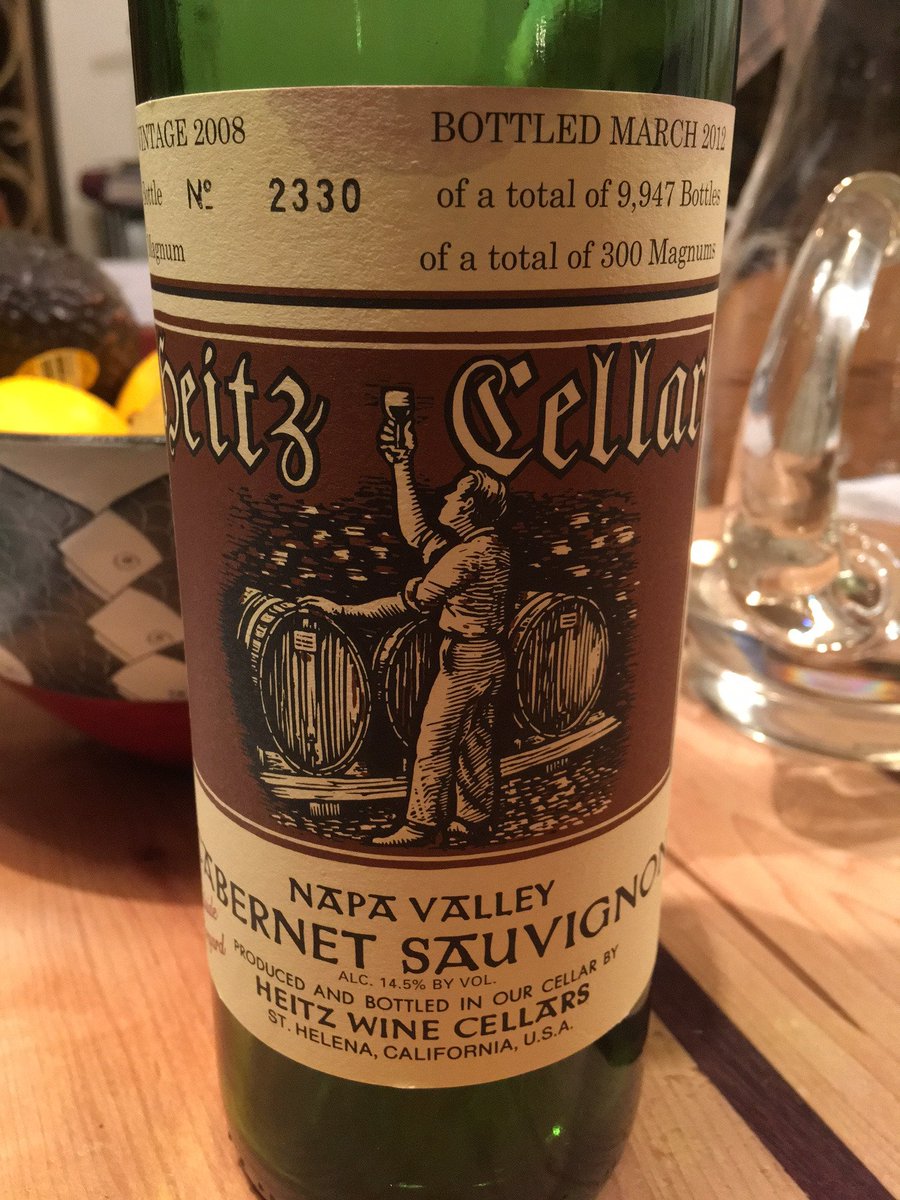 VINTAGE 2008 BOTTLED MARCH 2012
Bottle Nº 2330 of a total of 9,947 Bottles
Magnum of a total of 300 Magnums
Heitz Cellar
NAPA VALLEY
CABERNET SAUVIGNON
ALC. 14.5% BY VOL.
PRODUCED AND BOTTLED IN OUR CELLAR BY
HEITZ WINE CELLARS
ST. HELENA, CALIFORNIA, U.S.A.